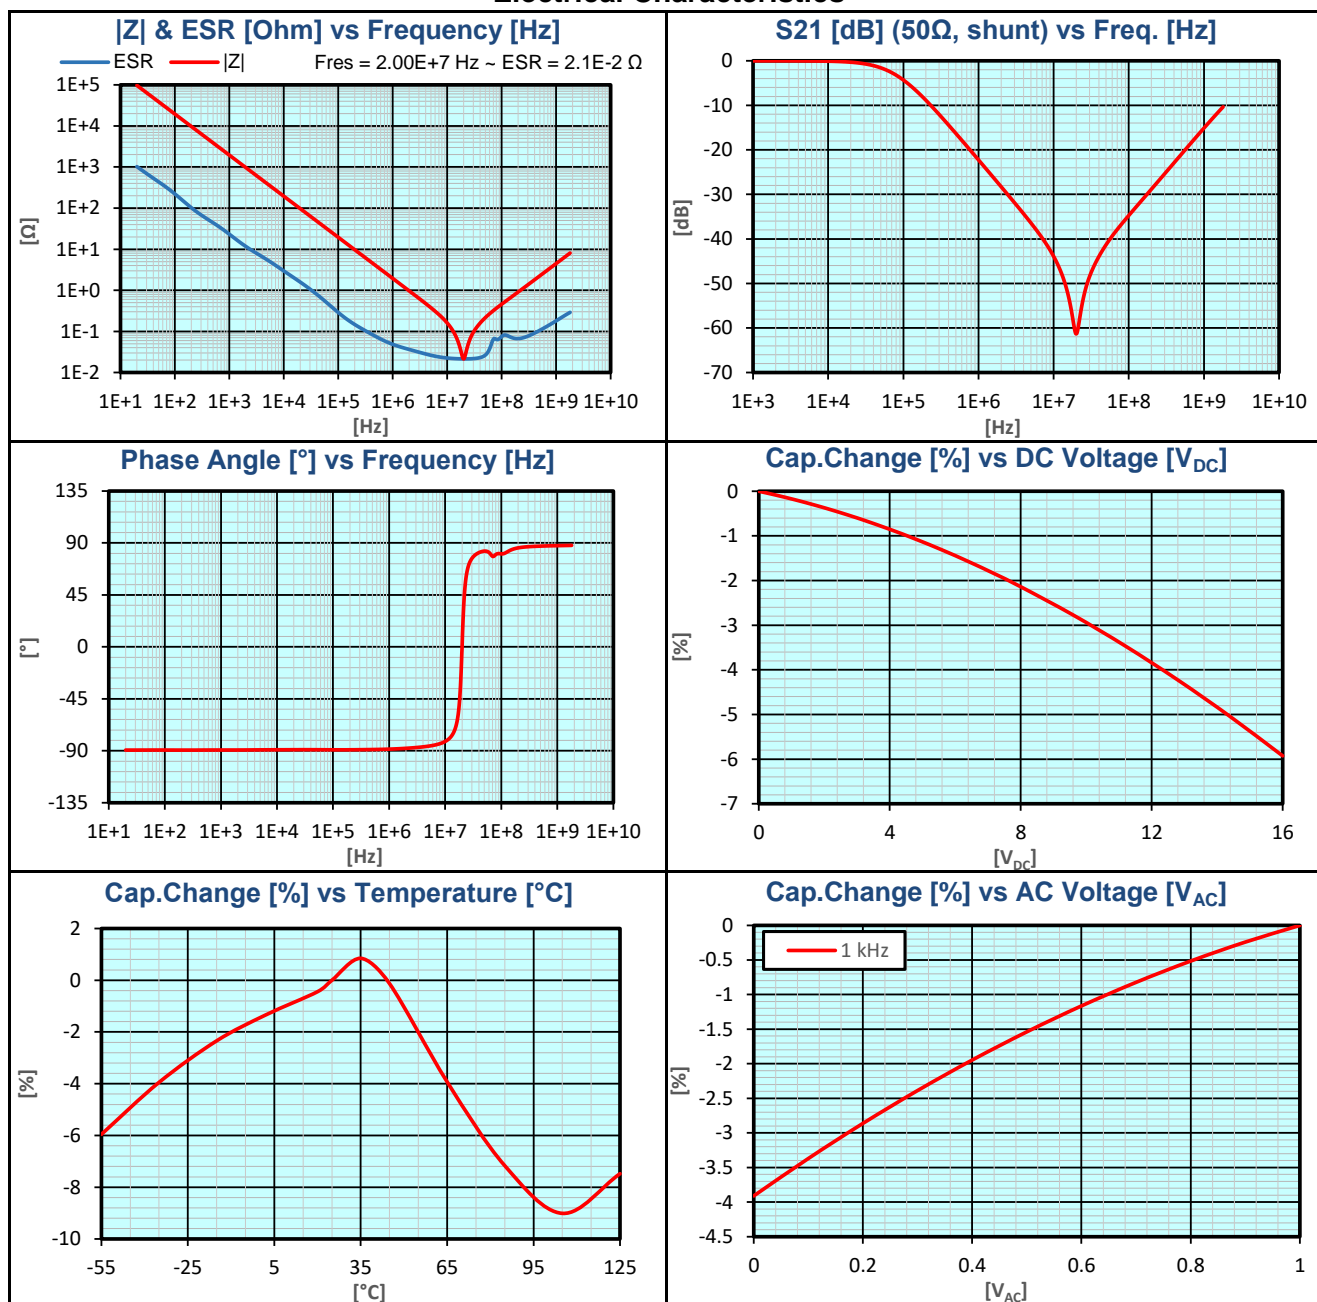 |Z| & ESR [Ohm] vs Frequency [Hz]
ESR |Z| Fres = 2.00E+7 Hz ~ ESR = 2.1E-2 Ω
1E+5
1E+4
1E+3
1E+2
1E+1
1E+0
1E-1
1E-2
[Ω]
1E+1 1E+2 1E+3 1E+4 1E+5 1E+6 1E+7 1E+8 1E+9 1E+10
[Hz]
S21 [dB] (50Ω, shunt) vs Freq. [Hz]
0
-10
-20
-30
-40
-50
-60
-70
[dB]
1E+3 1E+4 1E+5 1E+6 1E+7 1E+8 1E+9 1E+10
[Hz]
Phase Angle [°] vs Frequency [Hz]
135
90
45
0
-45
-90
-135
[°]
1E+1 1E+2 1E+3 1E+4 1E+5 1E+6 1E+7 1E+8 1E+9 1E+10
[Hz]
Cap.Change [%] vs DC Voltage [VDC]
0
-1
-2
-3
-4
-5
-6
-7
[%]
0 4 8 12 16
[VDC]
Cap.Change [%] vs Temperature [°C]
2
0
-2
-4
-6
-8
-10
[%]
-55 -25 5 35 65 95 125
[°C]
Cap.Change [%] vs AC Voltage [VAC]
1 kHz
0
-0.5
-1
-1.5
-2
-2.5
-3
-3.5
-4
-4.5
[%]
0 0.2 0.4 0.6 0.8 1
[VAC]